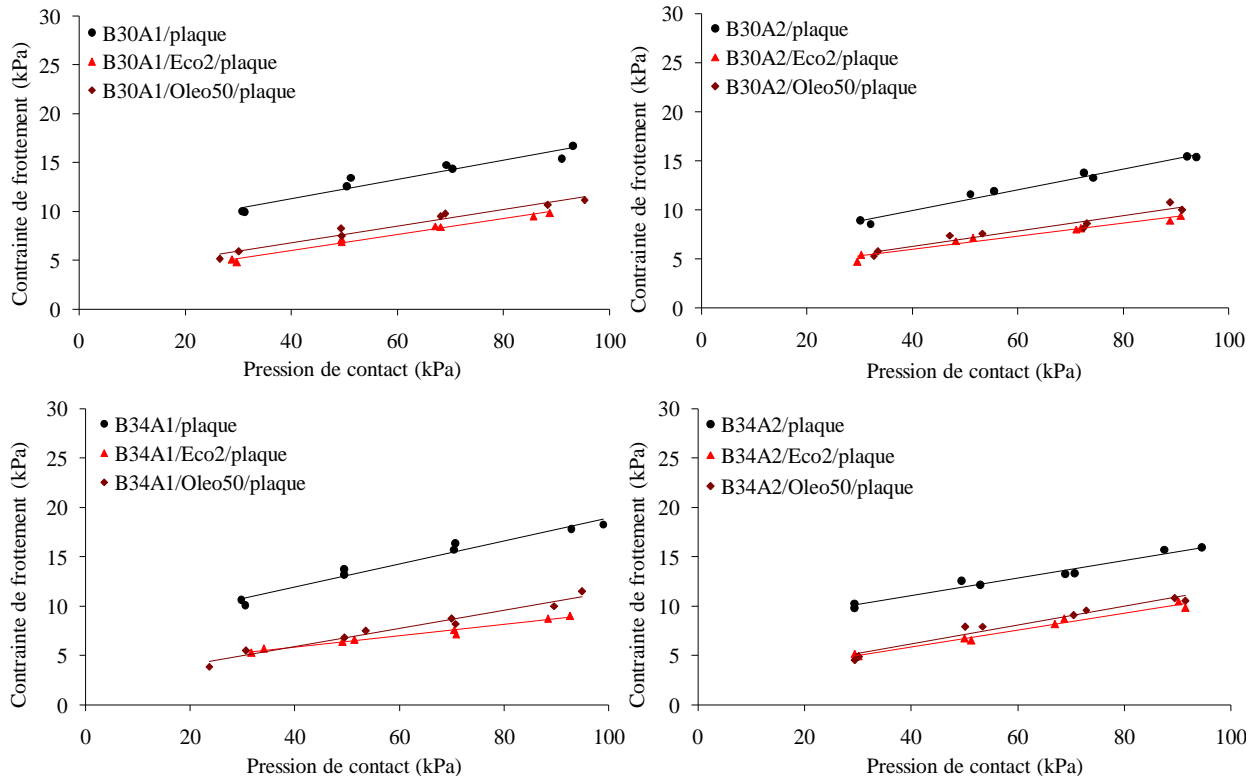 Contrainte de frottement (kPa)
30
25
20
15
10
5
0
B30A1/plaque
B30A1/Eco2/plaque
B30A1/Oleo50/plaque
0 20 40 60 80 100
Pression de contact (kPa)
Contrainte de frottement (kPa)
30
25
20
15
10
5
0
B30A2/plaque
B30A2/Eco2/plaque
B30A2/Oleo50/plaque
0 20 40 60 80 100
Pression de contact (kPa)
Contrainte de frottement (kPa)
30
25
20
15
10
5
0
B34A1/plaque
B34A1/Eco2/plaque
B34A1/Oleo50/plaque
0 20 40 60 80 100
Pression de contact (kPa)
Contrainte de frottement (kPa)
30
25
20
15
10
5
0
B34A2/plaque
B34A2/Eco2/plaque
B34A2/Oleo50/plaque
0 20 40 60 80 100
Pression de contact (kPa)